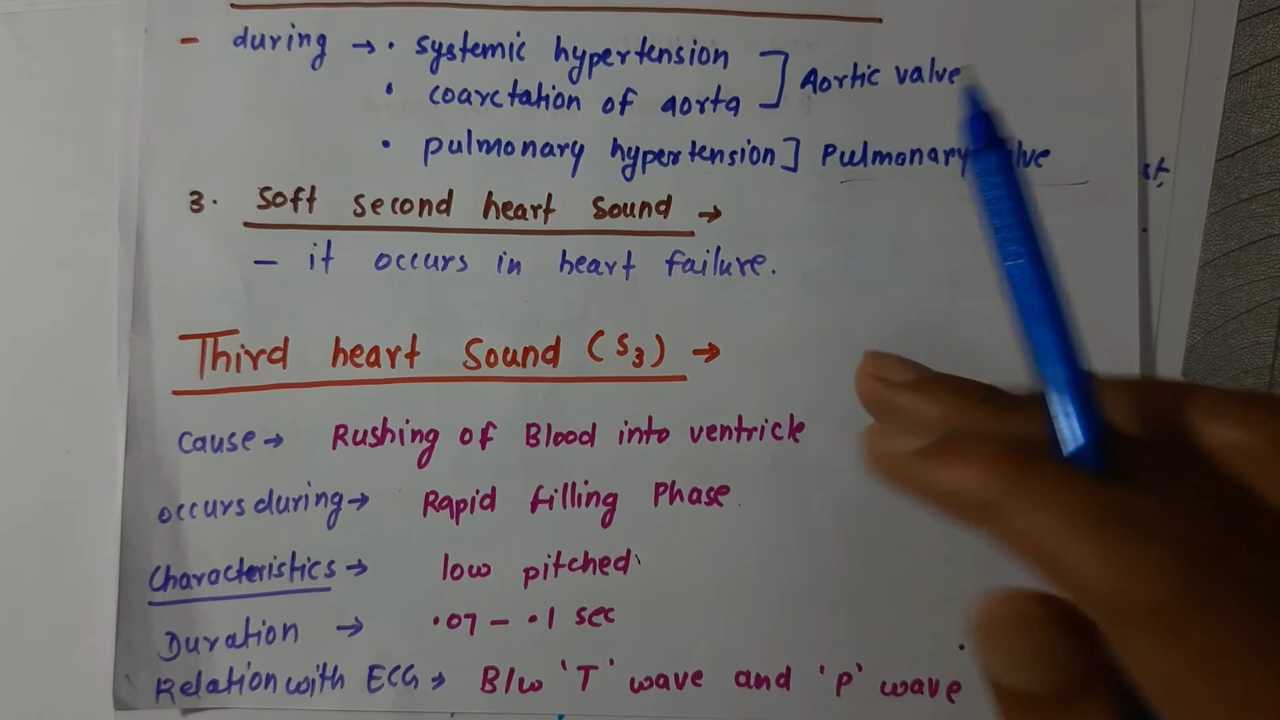 - during → • systemic hypertension ] Aortic valve
• coarctation of aorta
• pulmonary hypertension ] Pulmonary
3. Soft second heart Sound →
- it occurs in heart failure.
Third heart Sound (S3) →
Cause → Rushing of Blood into ventricle
occurs during → Rapid filling Phase
Characteristics → low pitched
Duration → .07 - .1 sec
Relation with ECG → B/w 'T' wave and 'p' wave